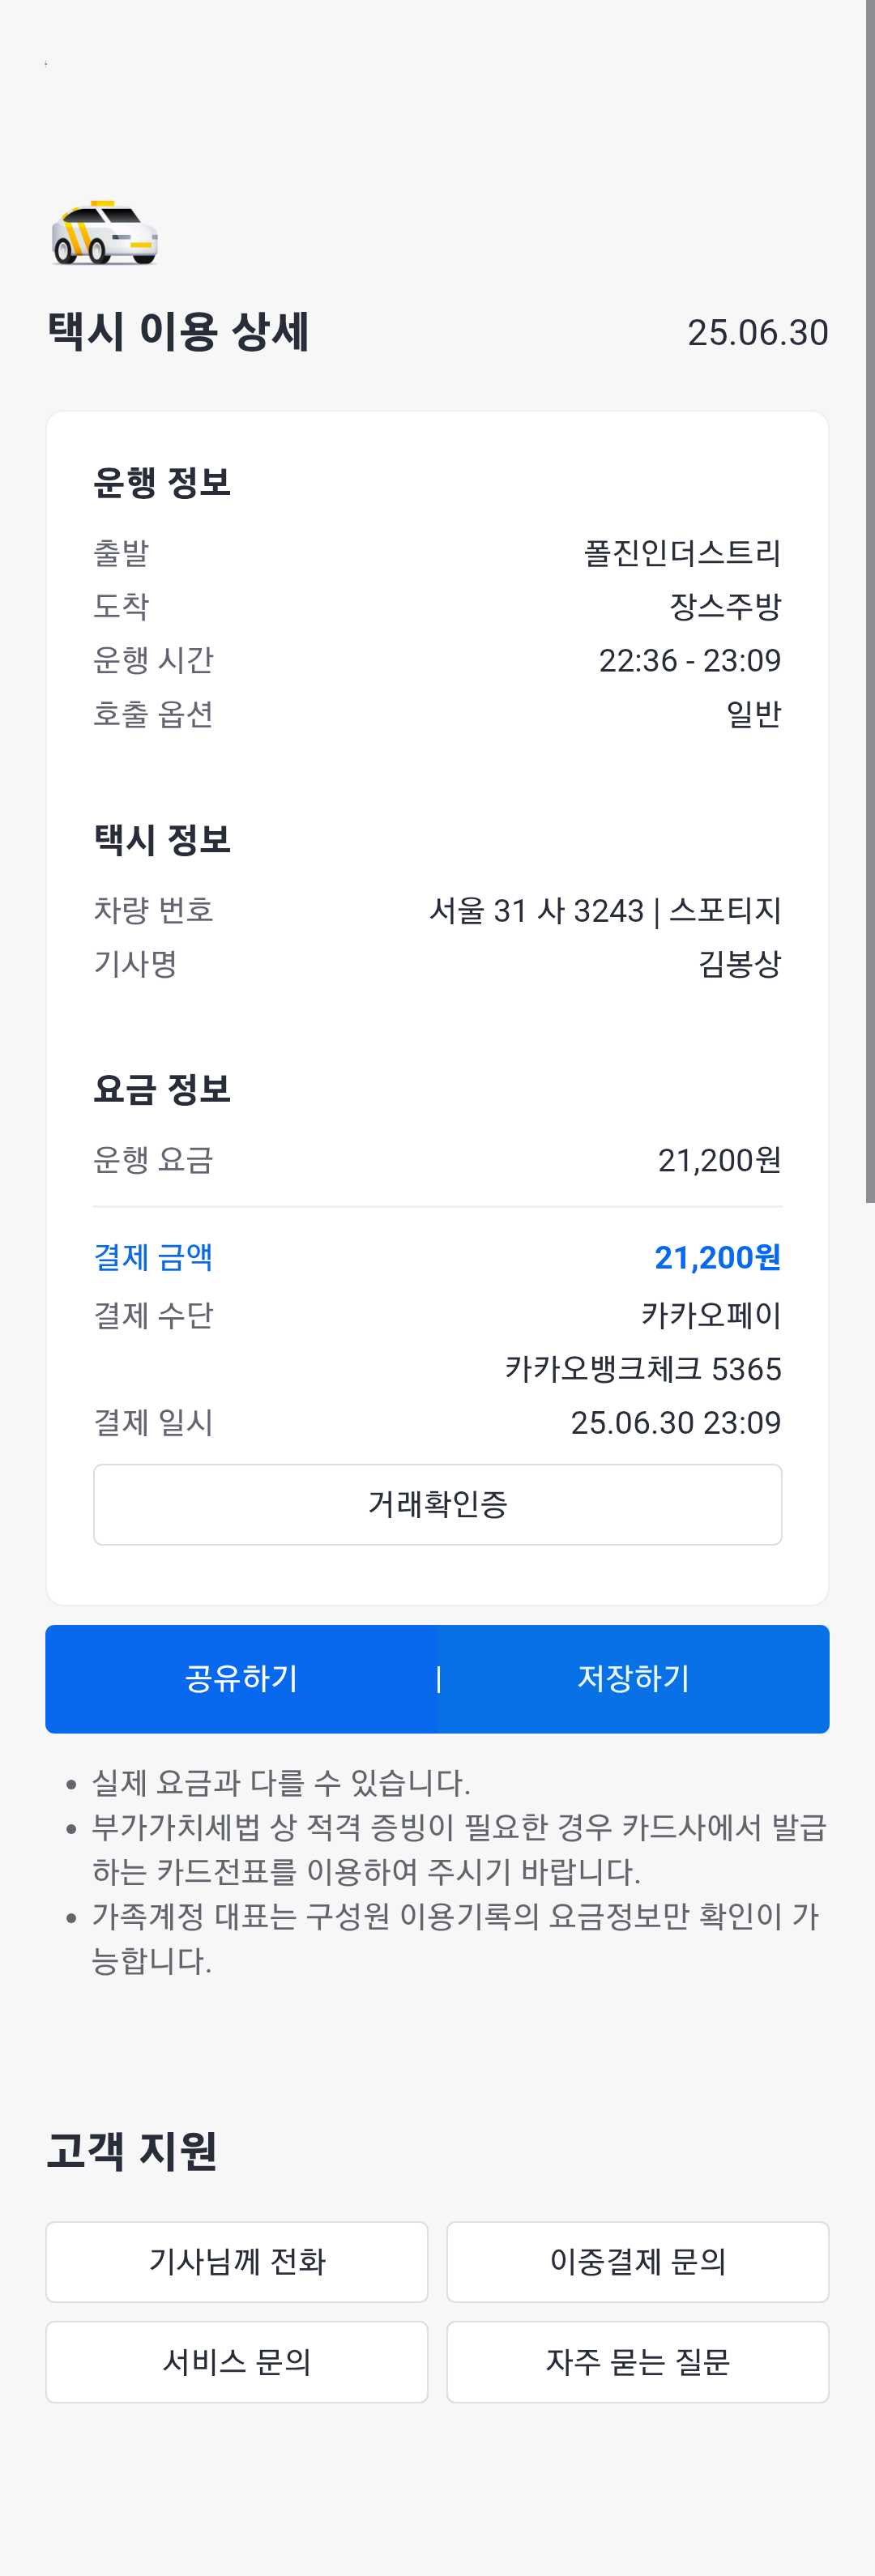 택시 이용 상세
25.06.30
운행 정보
출발 폴진인더스트리
도착 장스주방
운행 시간 22:36 - 23:09
호출 옵션 일반
택시 정보
차량 번호 서울 31 사 3243 | 스포티지
기사명 김봉상
요금 정보
운행 요금 21,200원
결제 금액 21,200원
결제 수단 카카오페이
카카오뱅크체크 5365
결제 일시 25.06.30 23:09
거래확인증
공유하기 | 저장하기
• 실제 요금과 다를 수 있습니다.
• 부가가치세법 상 적격 증빙이 필요한 경우 카드사에서 발급
하는 카드전표를 이용하여 주시기 바랍니다.
• 가족계정 대표는 구성원 이용기록의 요금정보만 확인이 가
능합니다.
고객 지원
기사님께 전화
이중결제 문의
서비스 문의
자주 묻는 질문